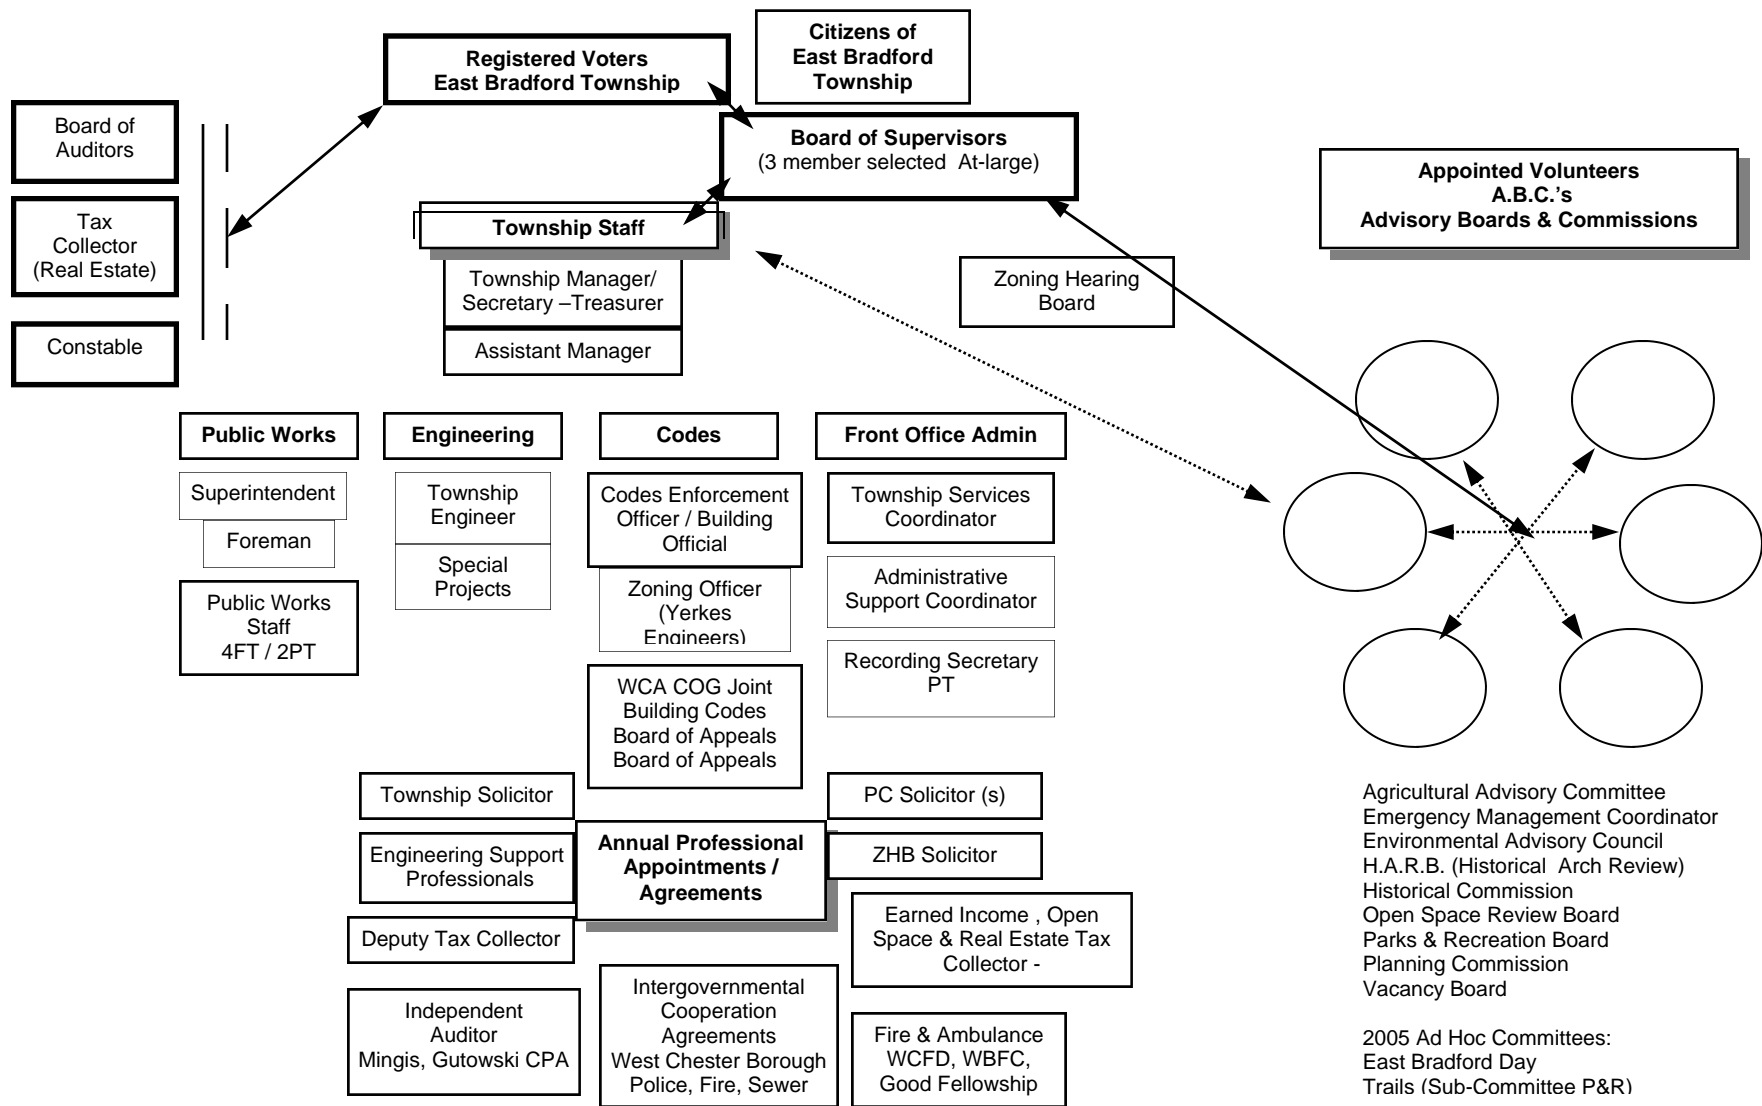 Citizens of
East Bradford
Township
Registered Voters
East Bradford Township
Board of
Auditors
Board of Supervisors
(3 member selected  At-large)
Appointed Volunteers
A.B.C.'s
Advisory Boards & Commissions
Tax
Collector
(Real Estate)
Township Staff
Township Manager/
Secretary –Treasurer
Zoning Hearing
Board
Constable
Assistant Manager
Public Works
Engineering
Codes
Front Office Admin
Superintendent
Foreman
Public Works
Staff
4FT / 2PT
Township
Engineer
Special
Projects
Codes Enforcement
Officer / Building
Official
Zoning Officer
(Yerkes
Engineers)
WCA COG Joint
Building Codes
Board of Appeals
Board of Appeals
Township Services
Coordinator
Administrative
Support Coordinator
Recording Secretary
PT
Township Solicitor
PC Solicitor (s)
Engineering Support
Professionals
Annual Professional
Appointments /
Agreements
ZHB Solicitor
Deputy Tax Collector
Earned Income , Open
Space & Real Estate Tax
Collector -
Independent
Auditor
Mingis, Gutowski CPA
Intergovernmental
Cooperation
Agreements
West Chester Borough
Police, Fire, Sewer
Fire & Ambulance
WCFD, WBFC,
Good Fellowship
Agricultural Advisory Committee
Emergency Management Coordinator
Environmental Advisory Council
H.A.R.B. (Historical  Arch Review)
Historical Commission
Open Space Review Board
Parks & Recreation Board
Planning Commission
Vacancy Board
2005 Ad Hoc Committees:
East Bradford Day
Trails (Sub-Committee P&R)